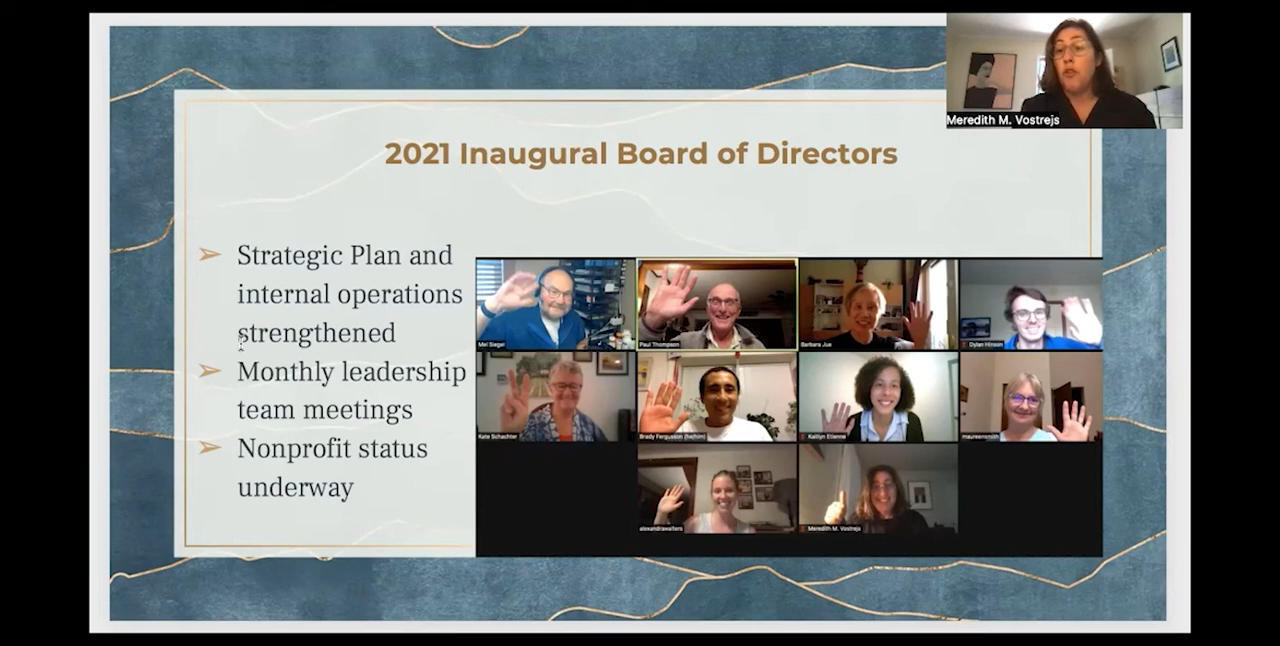 Meredith M. Vostrejs
2021 Inaugural Board of Directors
Strategic Plan and
internal operations
strengthened
Monthly leadership
team meetings
Nonprofit status
underway
Mel Siegel
Paul Thompson
Barbara Jue
Dylan Hinson
Kate Schachter
Brady Fergusson (he/him)
Kaitlyn Etienne
maureensmith
alexandrawalters
Meredith M. Vostrejs